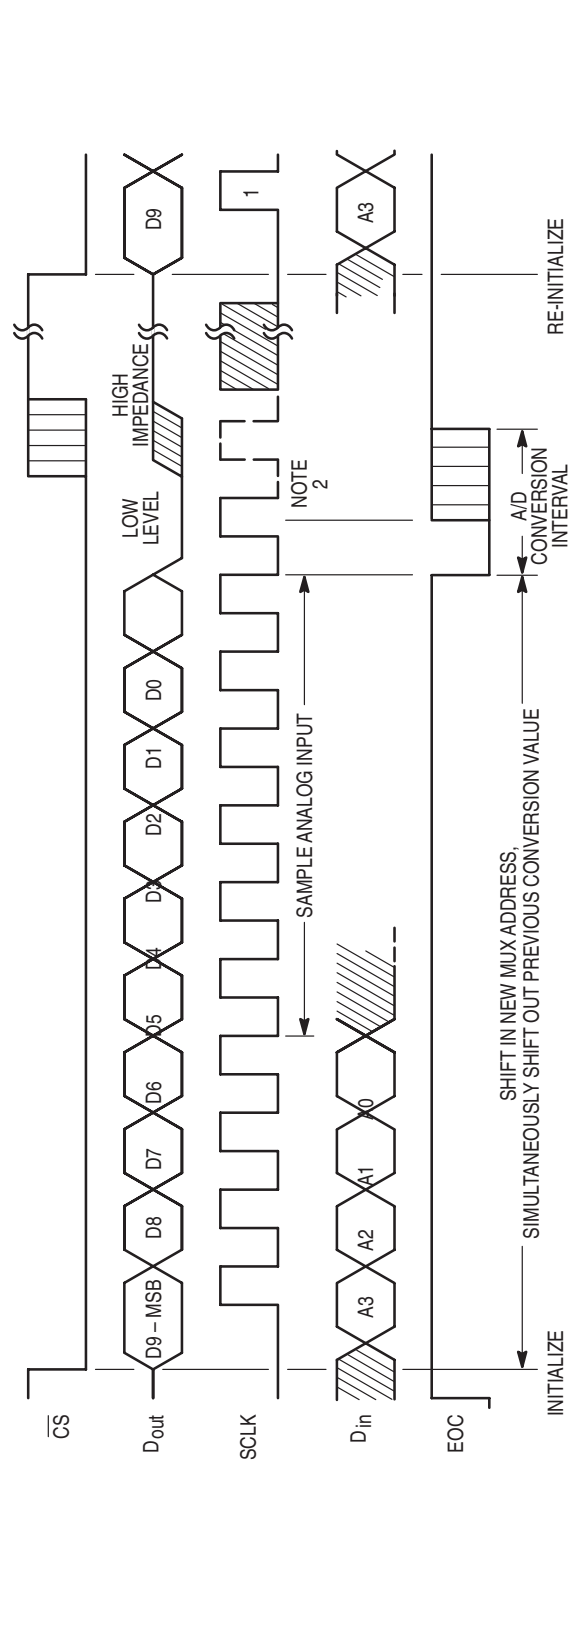 CS
Dout
D9 – MSB
D8
D7
D6
D5
D4
D3
D2
D1
D0
LOW
LEVEL
HIGH
IMPEDANCE
D9
SCLK
1
SAMPLE ANALOG INPUT
NOTE
2
Din
A3
A2
A1
A0
A3
EOC
SHIFT IN NEW MUX ADDRESS,
SIMULTANEOUSLY SHIFT OUT PREVIOUS CONVERSION VALUE
A/D
CONVERSION
INTERVAL
INITIALIZE
RE-INITIALIZE